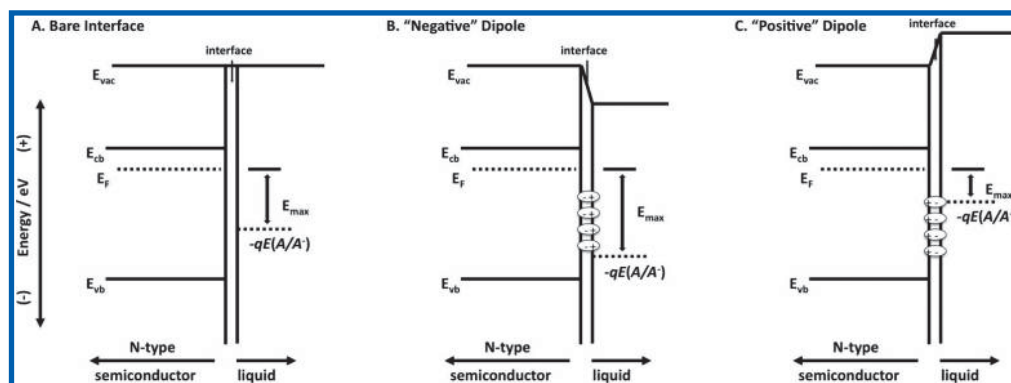 A. Bare Interface
interface
E_vac
E_cb
E_F
E_max
-qE(A/A⁻)
E_vb
N-type
semiconductor
liquid
Energy / eV
(+)
(-)
B. “Negative” Dipole
interface
E_vac
E_cb
E_F
- +
- +
- +
- +
E_max
-qE(A/A⁻)
E_vb
N-type
semiconductor
liquid
C. “Positive” Dipole
interface
E_vac
E_cb
E_F
E_max
-qE(A/A
E_vb
N-type
semiconductor
liquid